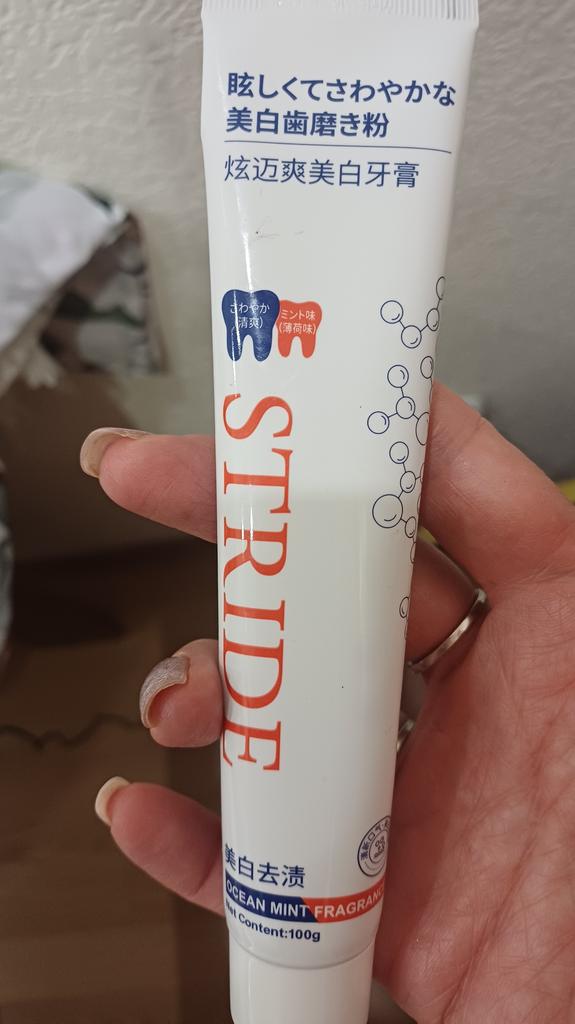 眩しくてさわやかな
美白歯磨き粉
炫迈爽美白牙膏
さわやか
(清爽)
ミント味
(薄荷味)
STRIDE
美白去渍
OCEAN MINT FRAGRANC
Net Content:100g